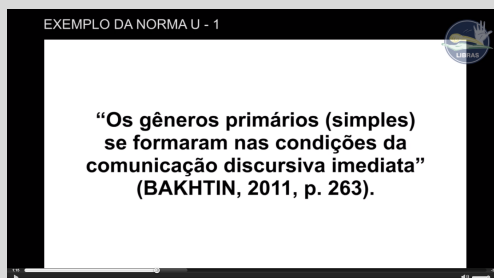 EXEMPLO DA NORMA U - 1
LIBRAS
“Os gêneros primários (simples)
se formaram nas condições da
comunicação discursiva imediata”
(BAKHTIN, 2011, p. 263).